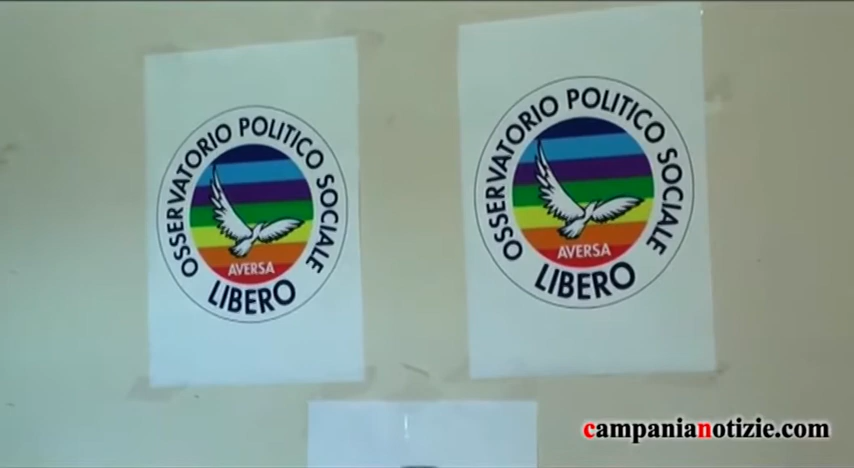 OSSERVATORIO POLITICO SOCIALE
AVERSA
LIBERO
OSSERVATORIO POLITICO SOCIALE
AVERSA
LIBERO
campanianotizie.com